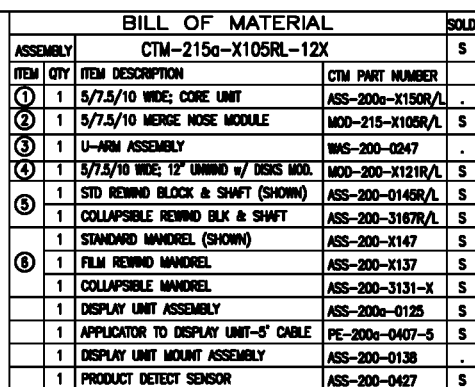 BILL OF MATERIAL SOLD
ASSEMBLY CTM-215a-X105RL-12X S
ITEM QTY ITEM DESCRIPTION CTM PART NUMBER
1 1 5/7.5/10 WIDE; CORE UNIT ASS-200a-X150R/L .
2 1 5/7.5/10 MERGE NOSE MODULE MOD-215-X105R/L S
3 1 U-ARM ASSEMBLY WAS-200-0247 .
4 1 5/7.5/10 WIDE; 12" UNWIND w/ DISKS MOD. MOD-200-X121R/L S
5 1 STD REWIND BLOCK & SHAFT (SHOWN) ASS-200-0145R/L S
1 COLLAPSIBLE REWIND BLK & SHAFT ASS-200-3167R/L S
6 1 STANDARD MANDREL (SHOWN) ASS-200-X147 S
1 FILM REWIND MANDREL ASS-200-X137 S
1 COLLAPSIBLE MANDREL ASS-200-3131-X S
1 DISPLAY UNIT ASSEMBLY ASS-200a-0125 S
1 APPLICATOR TO DISPLAY UNIT-5' CABLE PE-200a-0407-5 S
1 DISPLAY UNIT MOUNT ASSEMBLY ASS-200-0138 .
1 PRODUCT DETECT SENSOR ASS-200-0427 S